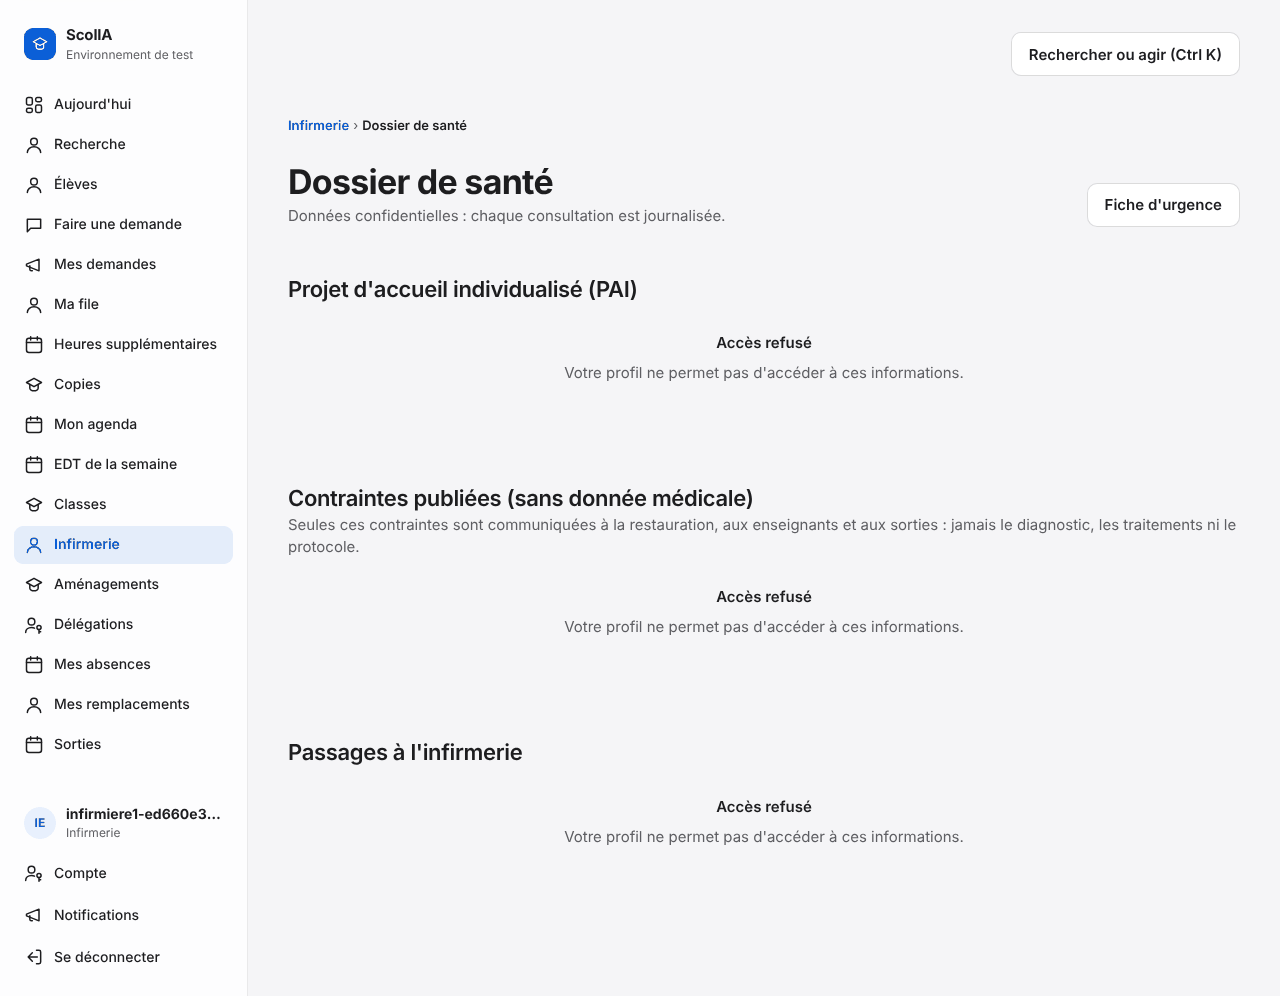 ScolIA
Environnement de test
Aujourd'hui
Recherche
Élèves
Faire une demande
Mes demandes
Ma file
Heures supplémentaires
Copies
Mon agenda
EDT de la semaine
Classes
Infirmerie
Aménagements
Délégations
Mes absences
Mes remplacements
Sorties
IE
infirmiere1-ed660e3...
Infirmerie
Compte
Notifications
Se déconnecter
Rechercher ou agir (Ctrl K)
Infirmerie › Dossier de santé
Dossier de santé
Données confidentielles : chaque consultation est journalisée.
Fiche d'urgence
Projet d'accueil individualisé (PAI)
Accès refusé
Votre profil ne permet pas d'accéder à ces informations.
Contraintes publiées (sans donnée médicale)
Seules ces contraintes sont communiquées à la restauration, aux enseignants et aux sorties : jamais le diagnostic, les traitements ni le
protocole.
Accès refusé
Votre profil ne permet pas d'accéder à ces informations.
Passages à l'infirmerie
Accès refusé
Votre profil ne permet pas d'accéder à ces informations.